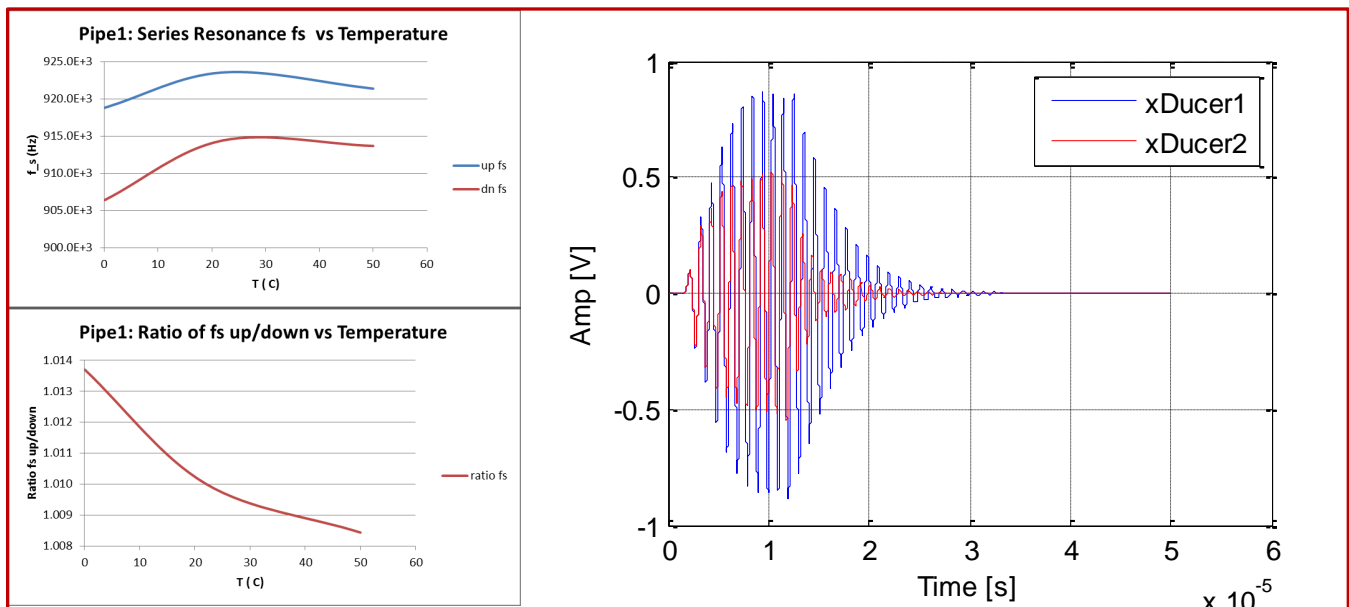 Pipe1: Series Resonance fs  vs Temperature
f_s (Hz)
925.0E+3
920.0E+3
915.0E+3
910.0E+3
905.0E+3
900.0E+3
0 10 20 30 40 50 60
T ( C)
up fs
dn fs
Pipe1: Ratio of fs up/down vs Temperature
Ratio fs up/down
1.014
1.013
1.012
1.011
1.010
1.009
1.008
0 10 20 30 40 50 60
T ( C)
ratio fs
Amp [V]
1
0.5
0
-0.5
-1
0 1 2 3 4 5 6
Time [s]
x 10-5
xDucer1
xDucer2